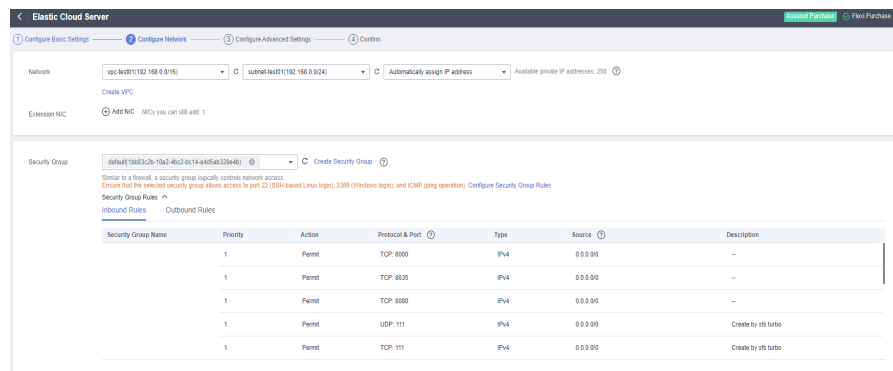 Elastic Cloud Server
Assured Purchase Flexi Purchase
1 Configure Basic Settings 2 Configure Network 3 Configure Advanced Settings 4 Confirm
Network vpc-test01(192.168.0.0/16) subnet-test01(192.168.0.0/24) Automatically assign IP address Available private IP addresses: 250
Create VPC
Extension NIC Add NIC NICs you can still add: 1
Security Group default(1bb83c2b-10a2-4bc2-bc14-a4d5ab328e4b) Create Security Group
Similar to a firewall, a security group logically controls network access.
Ensure that the selected security group allows access to port 22 (SSH-based Linux login), 3389 (Windows login), and ICMP (ping operation). Configure Security Group Rules
Security Group Rules
Inbound Rules Outbound Rules
Security Group Name Priority Action Protocol & Port Type Source Description
1 Permit TCP: 8000 IPv4 0.0.0.0/0 --
1 Permit TCP: 8635 IPv4 0.0.0.0/0 --
1 Permit TCP: 8080 IPv4 0.0.0.0/0 --
1 Permit UDP: 111 IPv4 0.0.0.0/0 Create by sfs turbo
1 Permit TCP: 111 IPv4 0.0.0.0/0 Create by sfs turbo